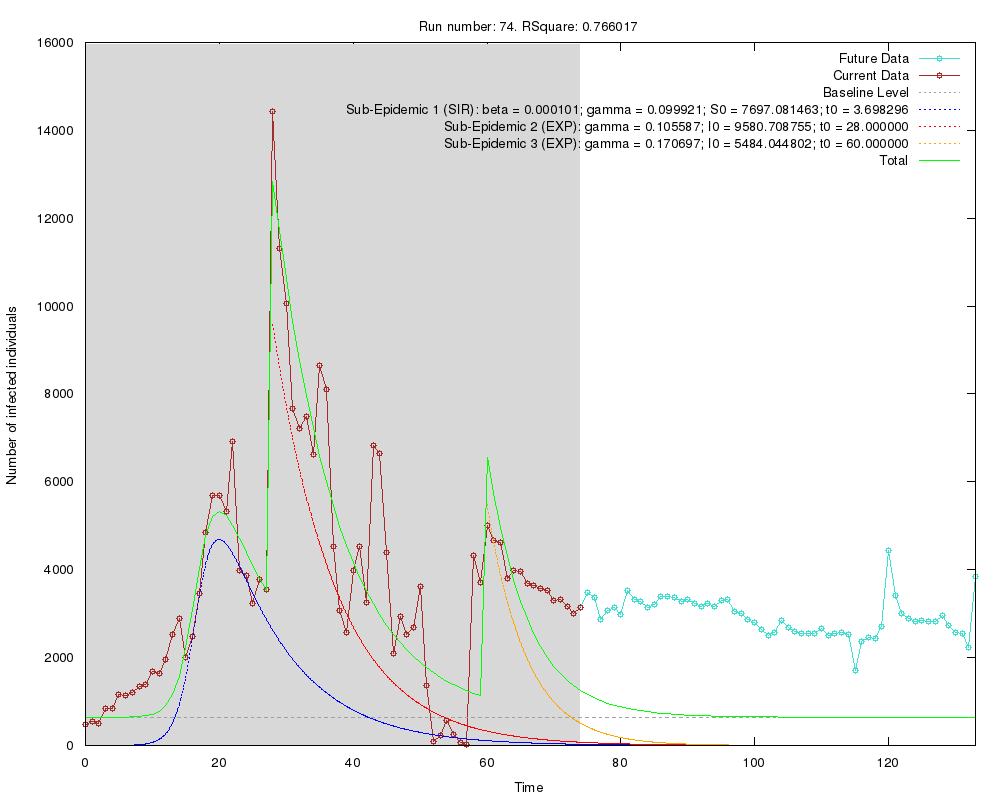 Run number: 74. RSquare: 0.766017
16000
14000
12000
10000
8000
6000
4000
2000
0
Number of infected individuals
Future Data
Current Data
Baseline Level
Sub-Epidemic 1 (SIR): beta = 0.000101; gamma = 0.099921; S0 = 7697.081463; t0 = 3.698296
Sub-Epidemic 2 (EXP): gamma = 0.105587; I0 = 9580.708755; t0 = 28.000000
Sub-Epidemic 3 (EXP): gamma = 0.170697; I0 = 5484.044802; t0 = 60.000000
Total
0 20 40 60 80 100 120
Time